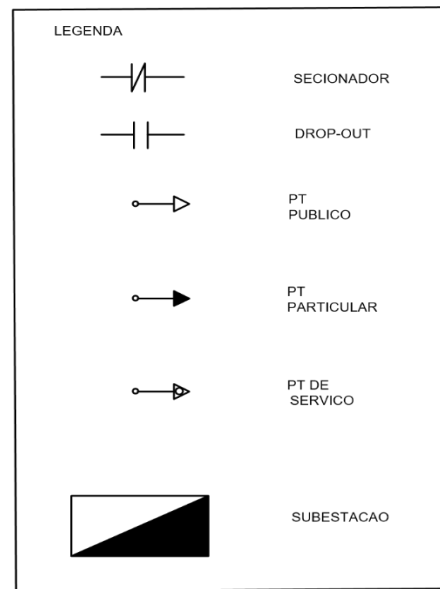 LEGENDA
SECIONADOR
DROP-OUT
PT
PUBLICO
PT
PARTICULAR
PT DE
SERVICO
SUBESTACAO